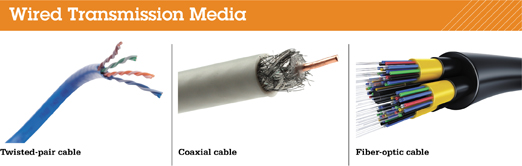 Wired Transmission Media
Twisted-pair cable
Coaxial cable
Fiber-optic cable